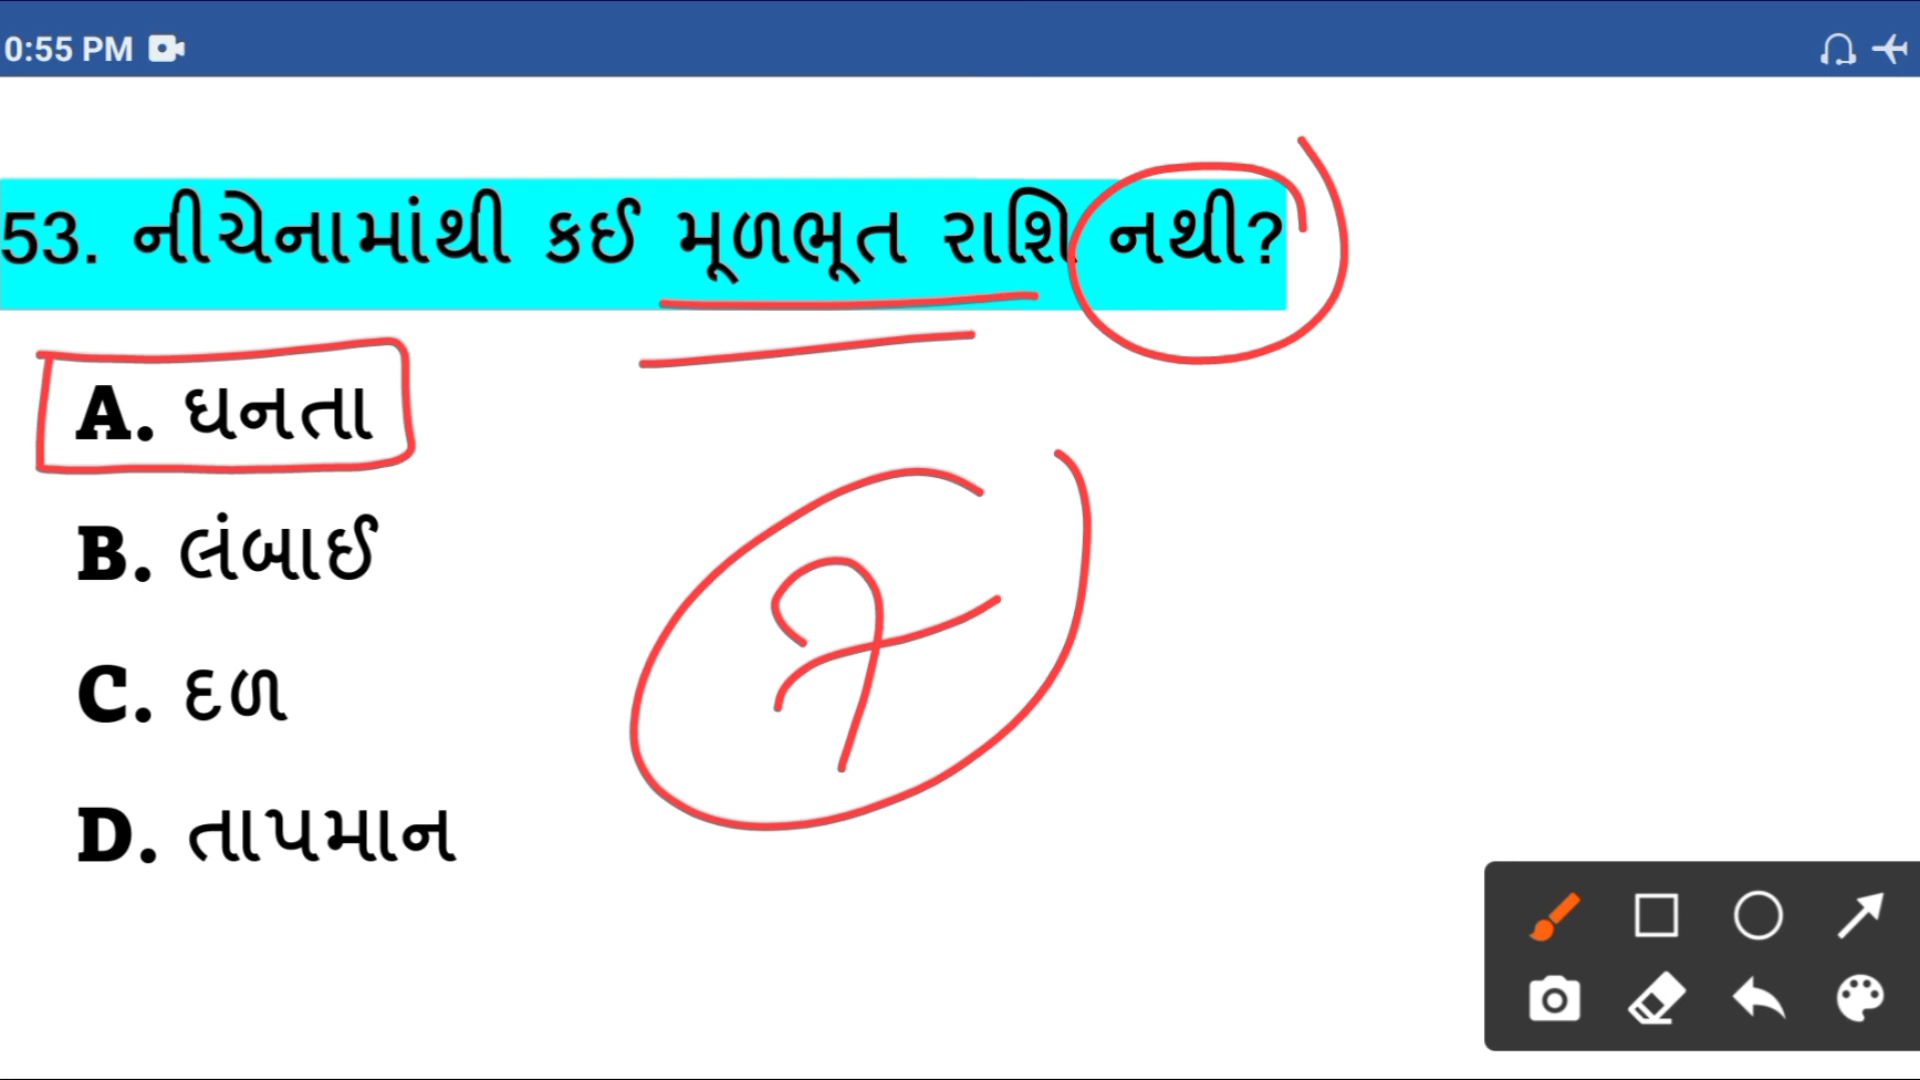 0:55 PM
53. નીચેનામાંથી કઈ મૂળભૂત રાશિ નથી?
A. ઘનતા
B. લંબાઈ
C. દળ
D. તાપમાન